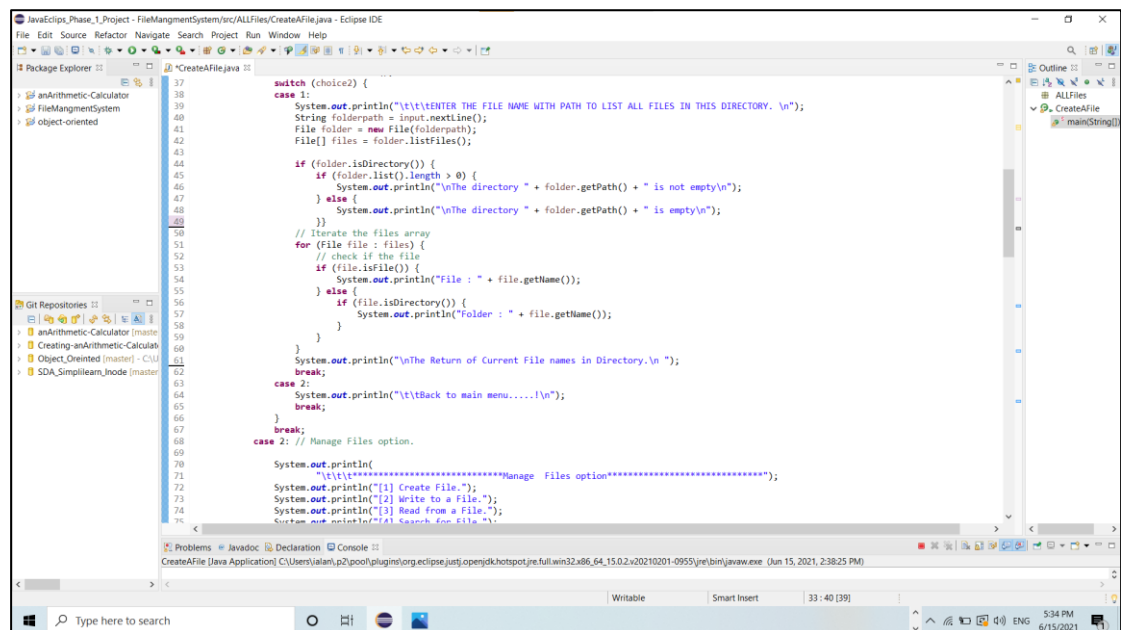 JavaEclips_Phase_1_Project - FileMangmentSystem/src/ALLFiles/CreateAFile.java - Eclipse IDE
File Edit Source Refactor Navigate Search Project Run Window Help
Package Explorer
*CreateAFile.java
Outline
anArithmetic-Calculator
FileMangmentSystem
object-oriented
ALLFiles
CreateAFile
main(String[])
37 switch (choice2) {
38 case 1:
39 System.out.println("\t\t\tENTER THE FILE NAME WITH PATH TO LIST ALL FILES IN THIS DIRECTORY. \n");
40 String folderpath = input.nextLine();
41 File folder = new File(folderpath);
42 File[] files = folder.listFiles();
43
44 if (folder.isDirectory()) {
45 if (folder.list().length > 0) {
46 System.out.println("\nThe directory " + folder.getPath() + " is not empty\n");
47 } else {
48 System.out.println("\nThe directory " + folder.getPath() + " is empty\n");
49 }}
50 // Iterate the files array
51 for (File file : files) {
52 // check if the file
53 if (file.isFile()) {
54 System.out.println("File : " + file.getName());
55 } else {
56 if (file.isDirectory()) {
57 System.out.println("Folder : " + file.getName());
58 }
59 }
60 }
61 System.out.println("\nThe Return of Current File names in Directory.\n ");
62 break;
63 case 2:
64 System.out.println("\t\tBack to main menu.....!\n");
65 break;
66 }
67 break;
68 case 2: // Manage Files option.
69
70 System.out.println(
71 "\t\t\t*****************************Manage  Files option******************************");
72 System.out.println("[1] Create File.");
73 System.out.println("[2] Write to a File.");
74 System.out.println("[3] Read from a File.");
75 System.out.println("[4] Search for File.");
Git Repositories
anArithmetic-Calculator [maste
Creating-anArithmetic-Calculat
Object_Oreinted [master] - C:\U
SDA_Simplilearn_Inode [master
Problems Javadoc Declaration Console
CreateAFile [Java Application] C:\Users\ialan\.p2\pool\plugins\org.eclipse.justj.openjdk.hotspot.jre.full.win32.x86_64_15.0.2.v20210201-0955\jre\bin\javaw.exe (Jun 15, 2021, 2:38:25 PM)
Writable Smart Insert 33 : 40 [39]
Type here to search
ENG
5:34 PM
6/15/2021